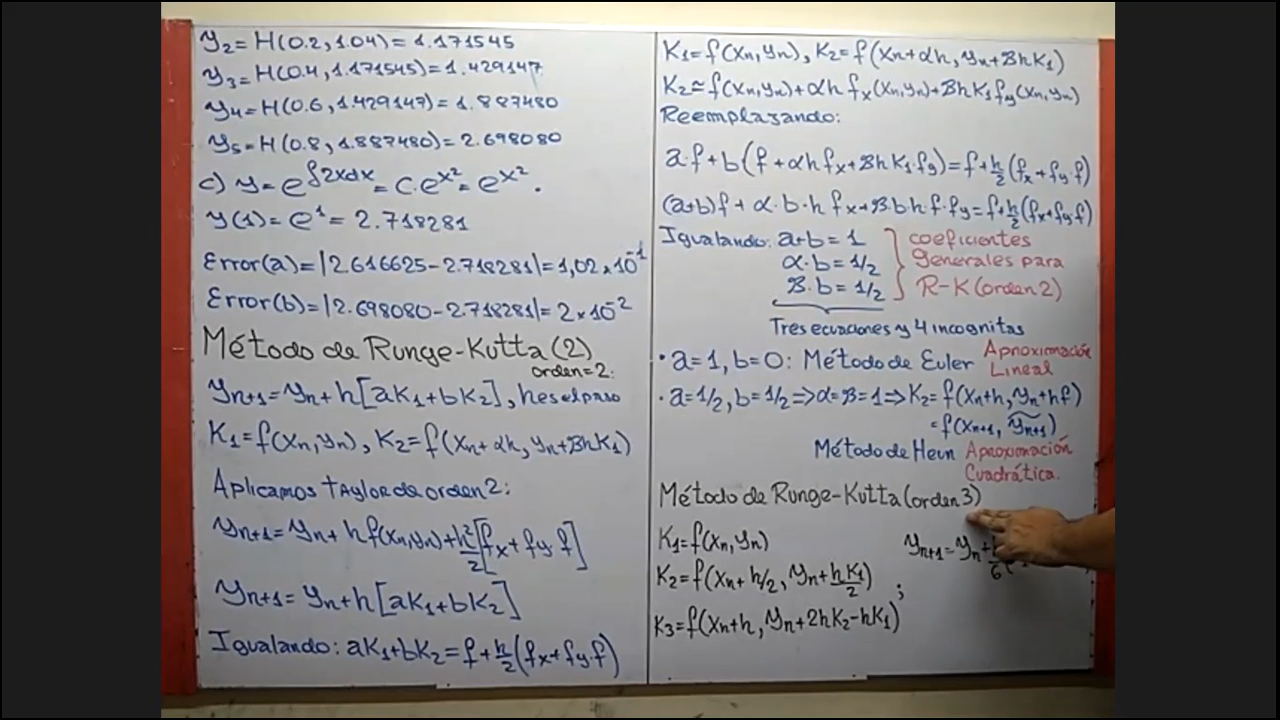 y₂=H(0.2,1.04)=1.171545
y₃=H(0.4,1.171545)=1.429147
y₄=H(0.6,1.429147)=1.887480
y₅=H(0.8,1.887480)=2.698080
c) y=e^∫2xdx=c.e^x²=e^x².
y(1)=e¹=2.718281
Error(a)=|2.616625-2.718281|=1,02×10⁻¹
Error(b)=|2.698080-2.718281|=2×10⁻²
Método de Runge-Kutta(2)
orden=2:
yₙ₊₁=yₙ+h[aK₁+bK₂], h es el paso
K₁=f(xₙ,yₙ), K₂=f(xₙ+αh, yₙ+βhK₁)
Aplicamos Taylor de orden 2:
yₙ₊₁=yₙ+hf(xₙ,yₙ)+h²/2[fx+fy.f]
yₙ₊₁=yₙ+h[aK₁+bK₂]
Igualando: aK₁+bK₂=f+h/2(fx+fy.f)
K₁=f(xₙ,yₙ), K₂=f(xₙ+αh, yₙ+βhK₁)
K₂≃f(xₙ,yₙ)+αh fx(xₙ,yₙ)+βhK₁fy(xₙ,yₙ)
Reemplazando:
a.f+b(f+αhfx+βhK₁.fy)=f+h/2(fx+fy.f)
(a+b)f+α.b.h fx+β.b.h.f.fy=f+h/2(fx+fy.f)
Igualando: a+b=1
α.b=1/2
β.b=1/2
coeficientes
generales para
R-K(orden2)
Tres ecuaciones y 4 incognitas
• a=1, b=0: Método de Euler
Aproximación
Lineal
• a=1/2, b=1/2⇒α=β=1⇒K₂=f(xₙ+h, yₙ+hf)
=f(xₙ₊₁, ỹₙ₊₁)
Método de Heun
Aproximación
Cuadrática.
Método de Runge-Kutta(orden3)
K₁=f(xₙ,yₙ)
yₙ₊₁=yₙ+
6
K₂=f(xₙ+h/2, yₙ+hK₁/2)
;
K₃=f(xₙ+h, yₙ+2hK₂-hK₁)